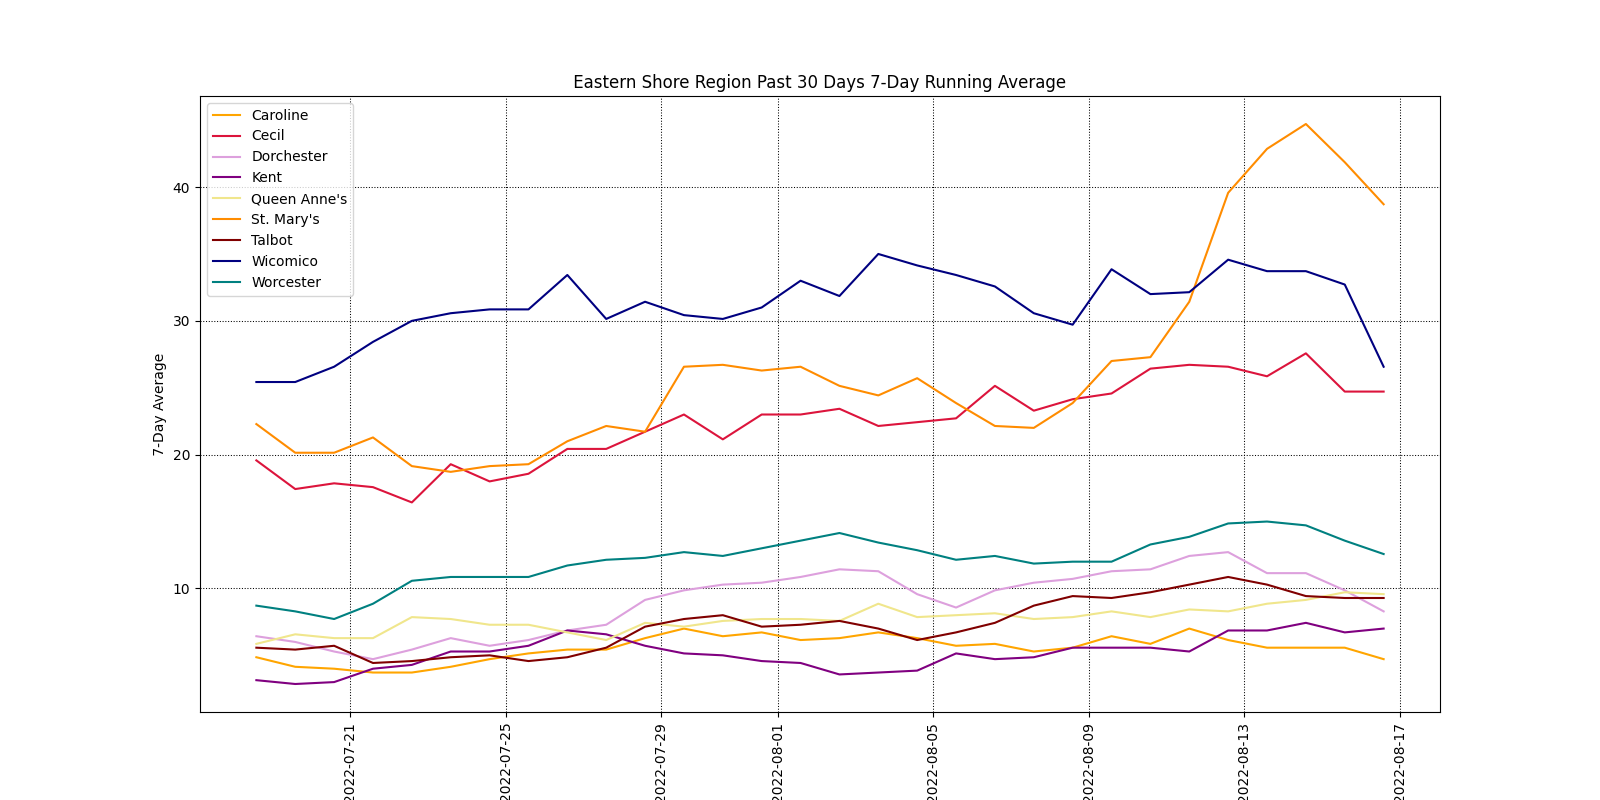 Eastern Shore Region Past 30 Days 7-Day Running Average
Caroline
Cecil
Dorchester
Kent
Queen Anne's
St. Mary's
Talbot
Wicomico
Worcester
40
30
20
10
7-Day Average
2022-07-21
2022-07-25
2022-07-29
2022-08-01
2022-08-05
2022-08-09
2022-08-13
2022-08-17